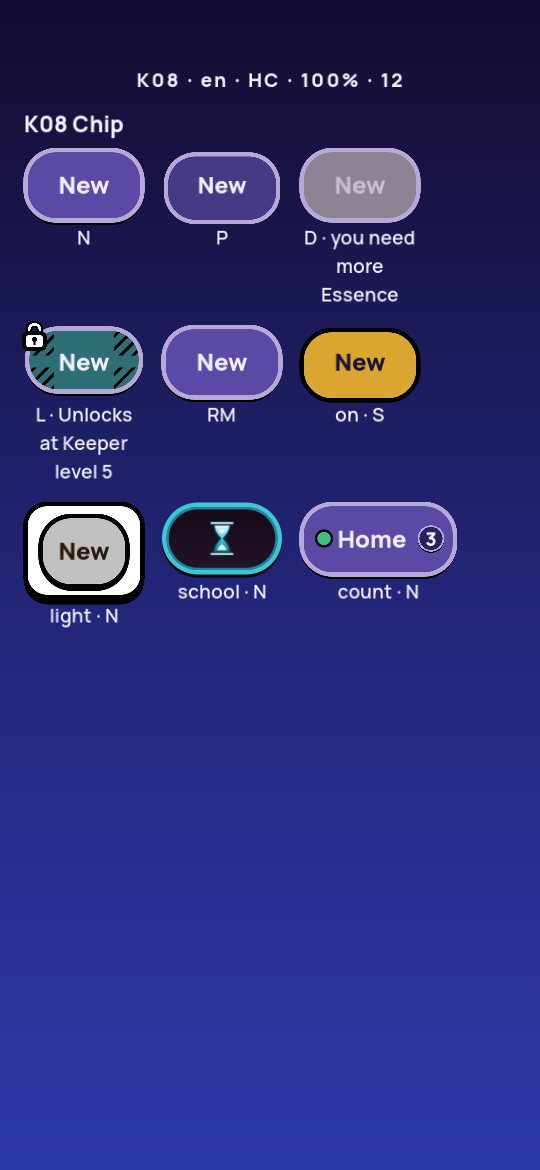 K08 · en · HC · 100% · 12
K08 Chip
New
New
New
N
P
D · you need
more
Essence
New
New
New
L · Unlocks
at Keeper
level 5
RM
on · S
New
Home 3
light · N
school · N
count · N